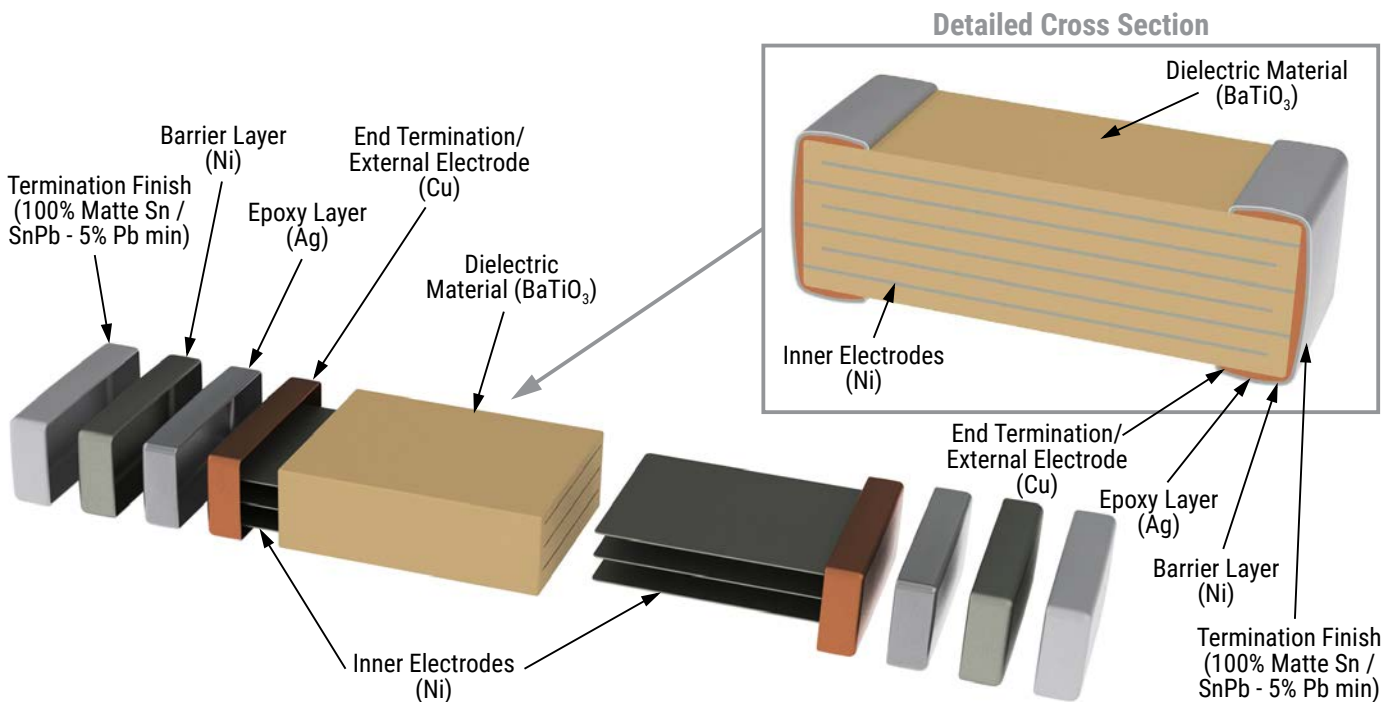 Detailed Cross Section
Dielectric Material
(BaTiO₃)
Barrier Layer
(Ni)
End Termination/
External Electrode
(Cu)
Termination Finish
(100% Matte Sn /
SnPb - 5% Pb min)
Epoxy Layer
(Ag)
Dielectric
Material (BaTiO₃)
Inner Electrodes
(Ni)
End Termination/
External Electrode
(Cu)
Epoxy Layer
(Ag)
Barrier Layer
(Ni)
Termination Finish
(100% Matte Sn /
SnPb - 5% Pb min)
Inner Electrodes
(Ni)